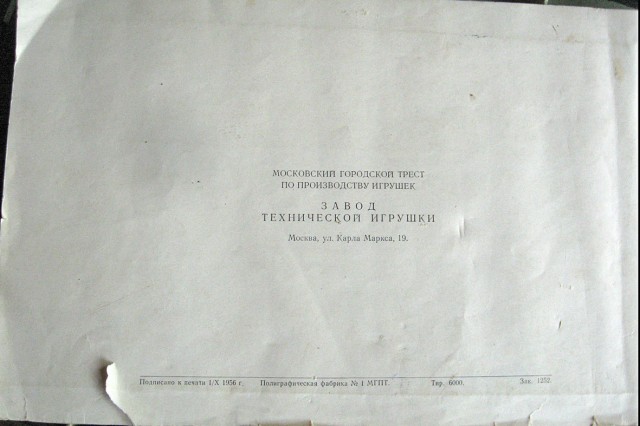 МОСКОВСКИЙ ГОРОДСКОЙ ТРЕСТ
ПО ПРОИЗВОДСТВУ ИГРУШЕК
ЗАВОД
ТЕХНИЧЕСКОЙ ИГРУШКИ
Москва, ул. Карла Маркса, 19.
Подписано к печати 1/X 1956 г. Полиграфическая фабрика № 1 МГПТ. Тир. 6000. Зак. 1252.